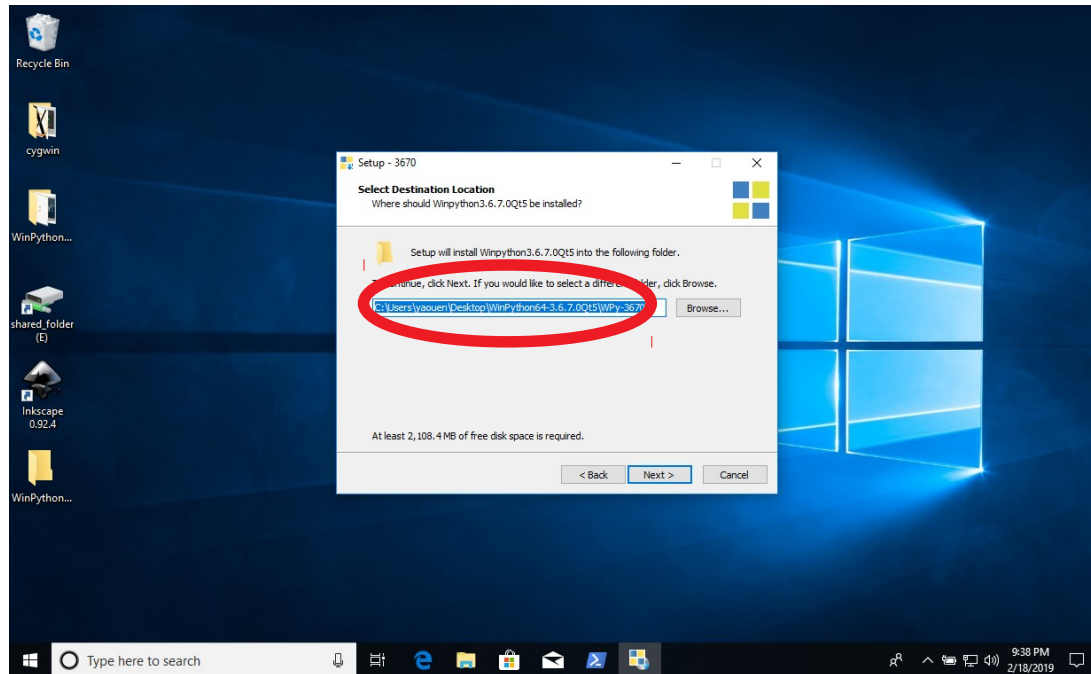 Recycle Bin
cygwin
WinPython...
shared_folder
(E)
Inkscape
0.92.4
WinPython...
Setup - 3670
Select Destination Location
Where should Winpython3.6.7.0Qt5 be installed?
Setup will install Winpython3.6.7.0Qt5 into the following folder.
continue, click Next. If you would like to select a different folder, click Browse.
C:\Users\yaouen\Desktop\WinPython64-3.6.7.0Qt5\WPy-3670
Browse...
At least 2,108.4 MB of free disk space is required.
< Back
Next >
Cancel
Type here to search
9:38 PM
2/18/2019